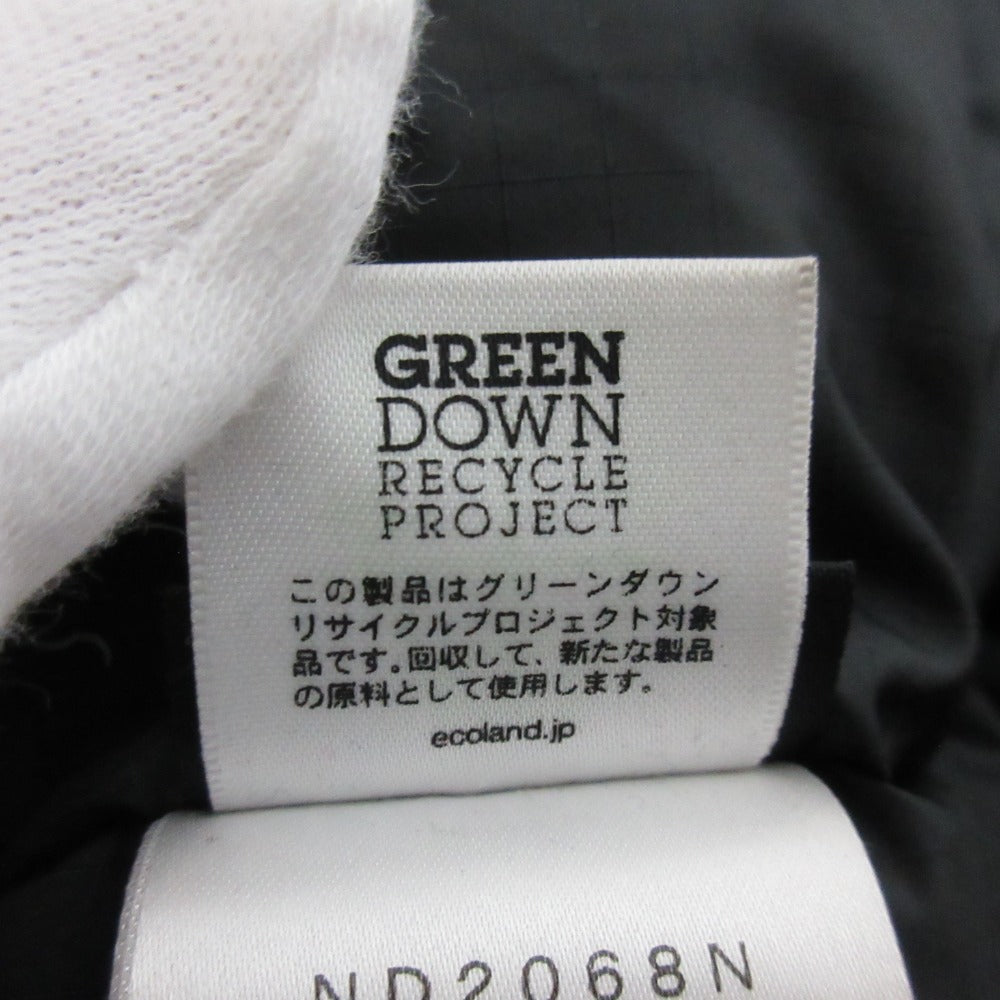 GREEN
DOWN
RECYCLE
PROJECT
この製品はグリーンダウン
リサイクルプロジェクト対象
品です。回収して、新たな製品
の原料として使用します。
ecoland.jp
ND2068N